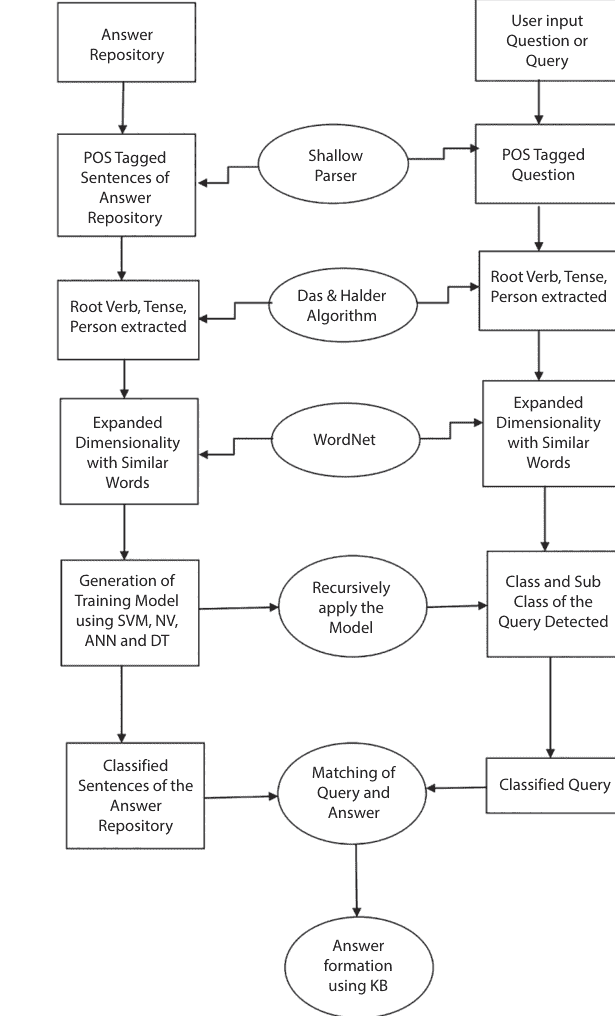 Answer
Repository
User input
Question or
Query
POS Tagged
Sentences of
Answer
Repository
Shallow
Parser
POS Tagged
Question
Root Verb, Tense,
Person extracted
Das & Halder
Algorithm
Root Verb, Tense,
Person extracted
Expanded
Dimensionality
with Similar
Words
WordNet
Expanded
Dimensionality
with Similar
Words
Generation of
Training Model
using SVM, NV,
ANN and DT
Recursively
apply the
Model
Class and Sub
Class of the
Query Detected
Classified
Sentences of the
Answer
Repository
Matching of
Query and
Answer
Classified Query
Answer
formation
using KB